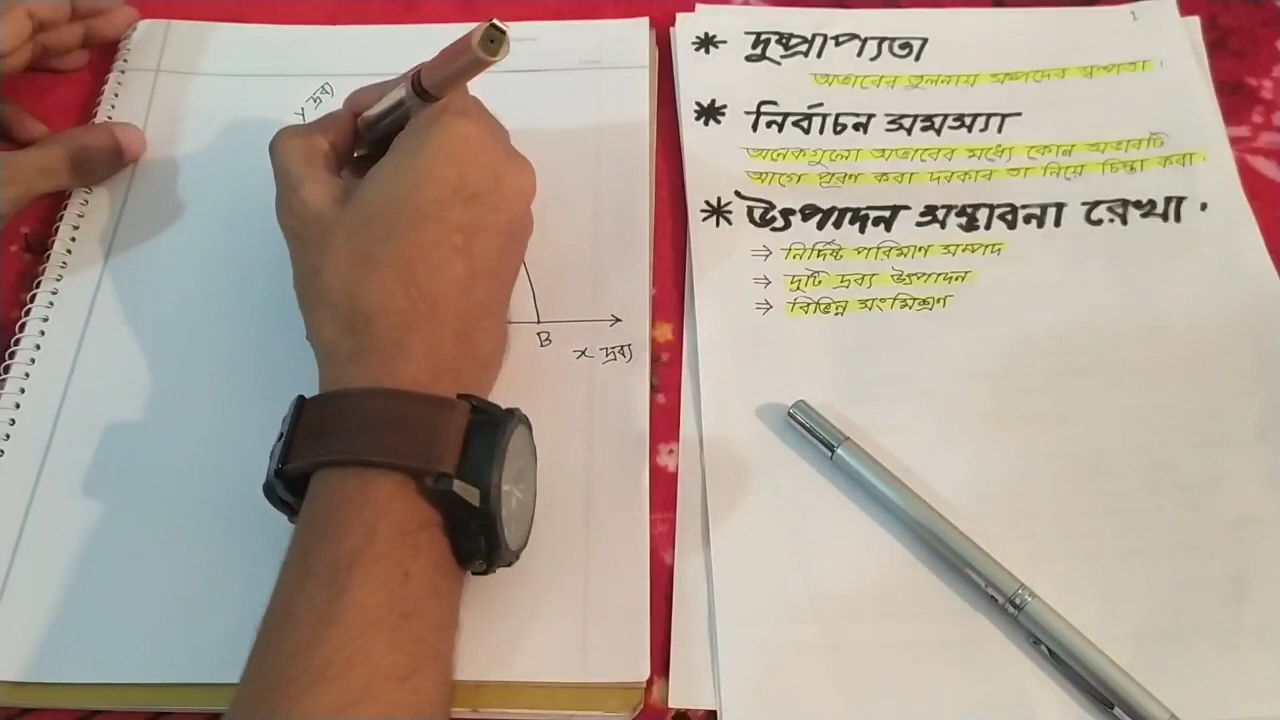 Y দ্রব্য
B
x দ্রব্য
1
* দুষ্প্রাপ্যতা
অভাবের তুলনায় সম্পদের স্বল্পতা।
* নির্বাচন সমস্যা
অনেকগুলো অভাবের মধ্যে কোন অভাবটি
আগে পূরণ করা দরকার তা নিয়ে চিন্তা করা।
* উৎপাদন সম্ভাবনা রেখা .
⇒ নির্দিষ্ট পরিমাণ সম্পদ
⇒ দুটি দ্রব্য উৎপাদন
⇒ বিভিন্ন সংমিশ্রণ